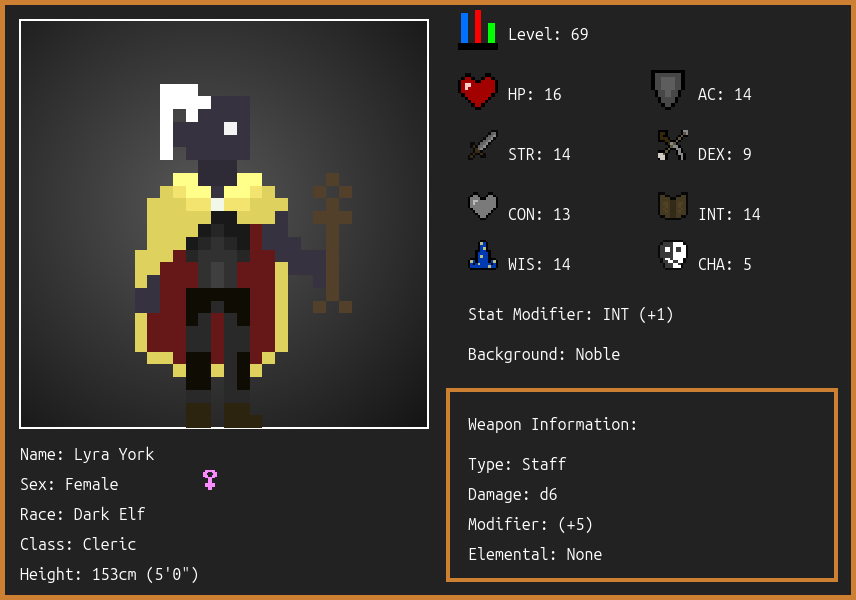 Level: 69
HP: 16
AC: 14
STR: 14
DEX: 9
CON: 13
INT: 14
WIS: 14
CHA: 5
Stat Modifier: INT (+1)
Background: Noble
Weapon Information:
Type: Staff
Damage: d6
Modifier: (+5)
Elemental: None
Name: Lyra York
Sex: Female
Race: Dark Elf
Class: Cleric
Height: 153cm (5'0")